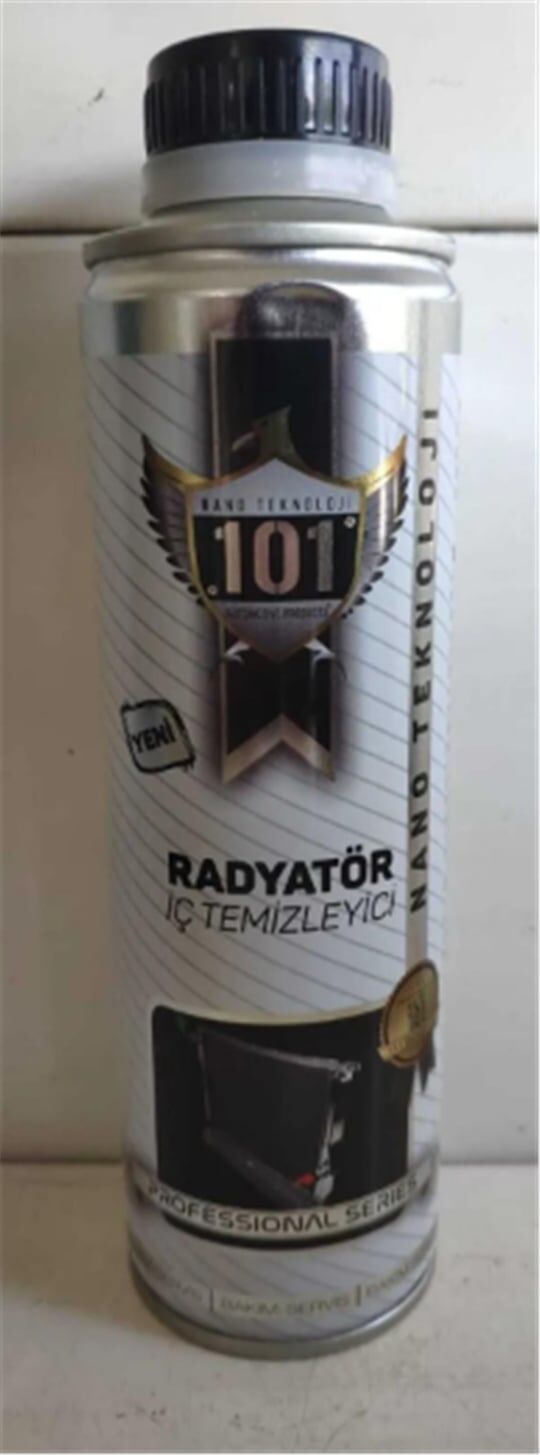 NANO TEKNOLOJİ
101
YENİ
RADYATÖR
İÇ TEMİZLEYİCİ
NANO TEKNOLOJİ
PROFESSIONAL SERIES
BAKIM-SERVİS